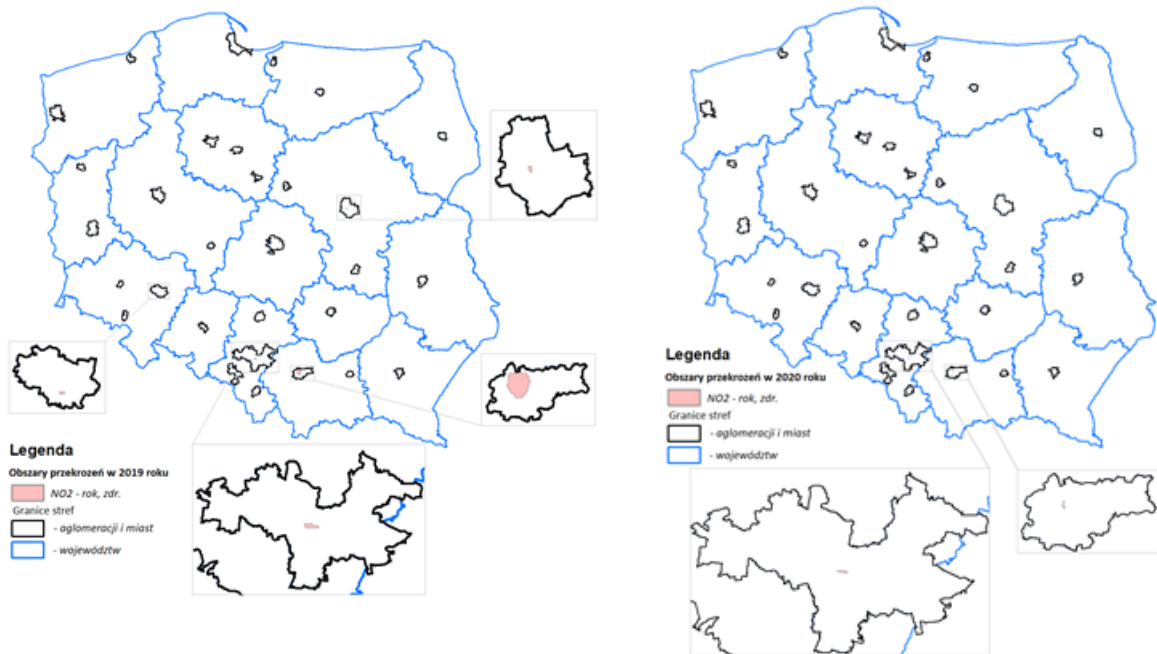 Legenda
Obszary przekrozeń w 2019 roku
NO2 - rok, zdr.
Granice stref
- aglomeracji i miast
- województw
Legenda
Obszary przekrozeń w 2020 roku
NO2 - rok, zdr.
Granice stref
- aglomeracji i miast
- województw